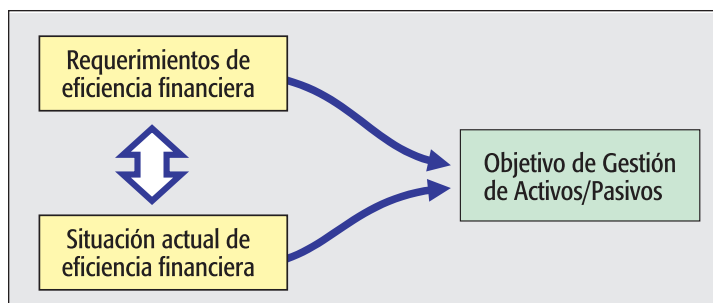 Requerimientos de
eficiencia financiera
Objetivo de Gestión
de Activos/Pasivos
Situación actual de
eficiencia financiera